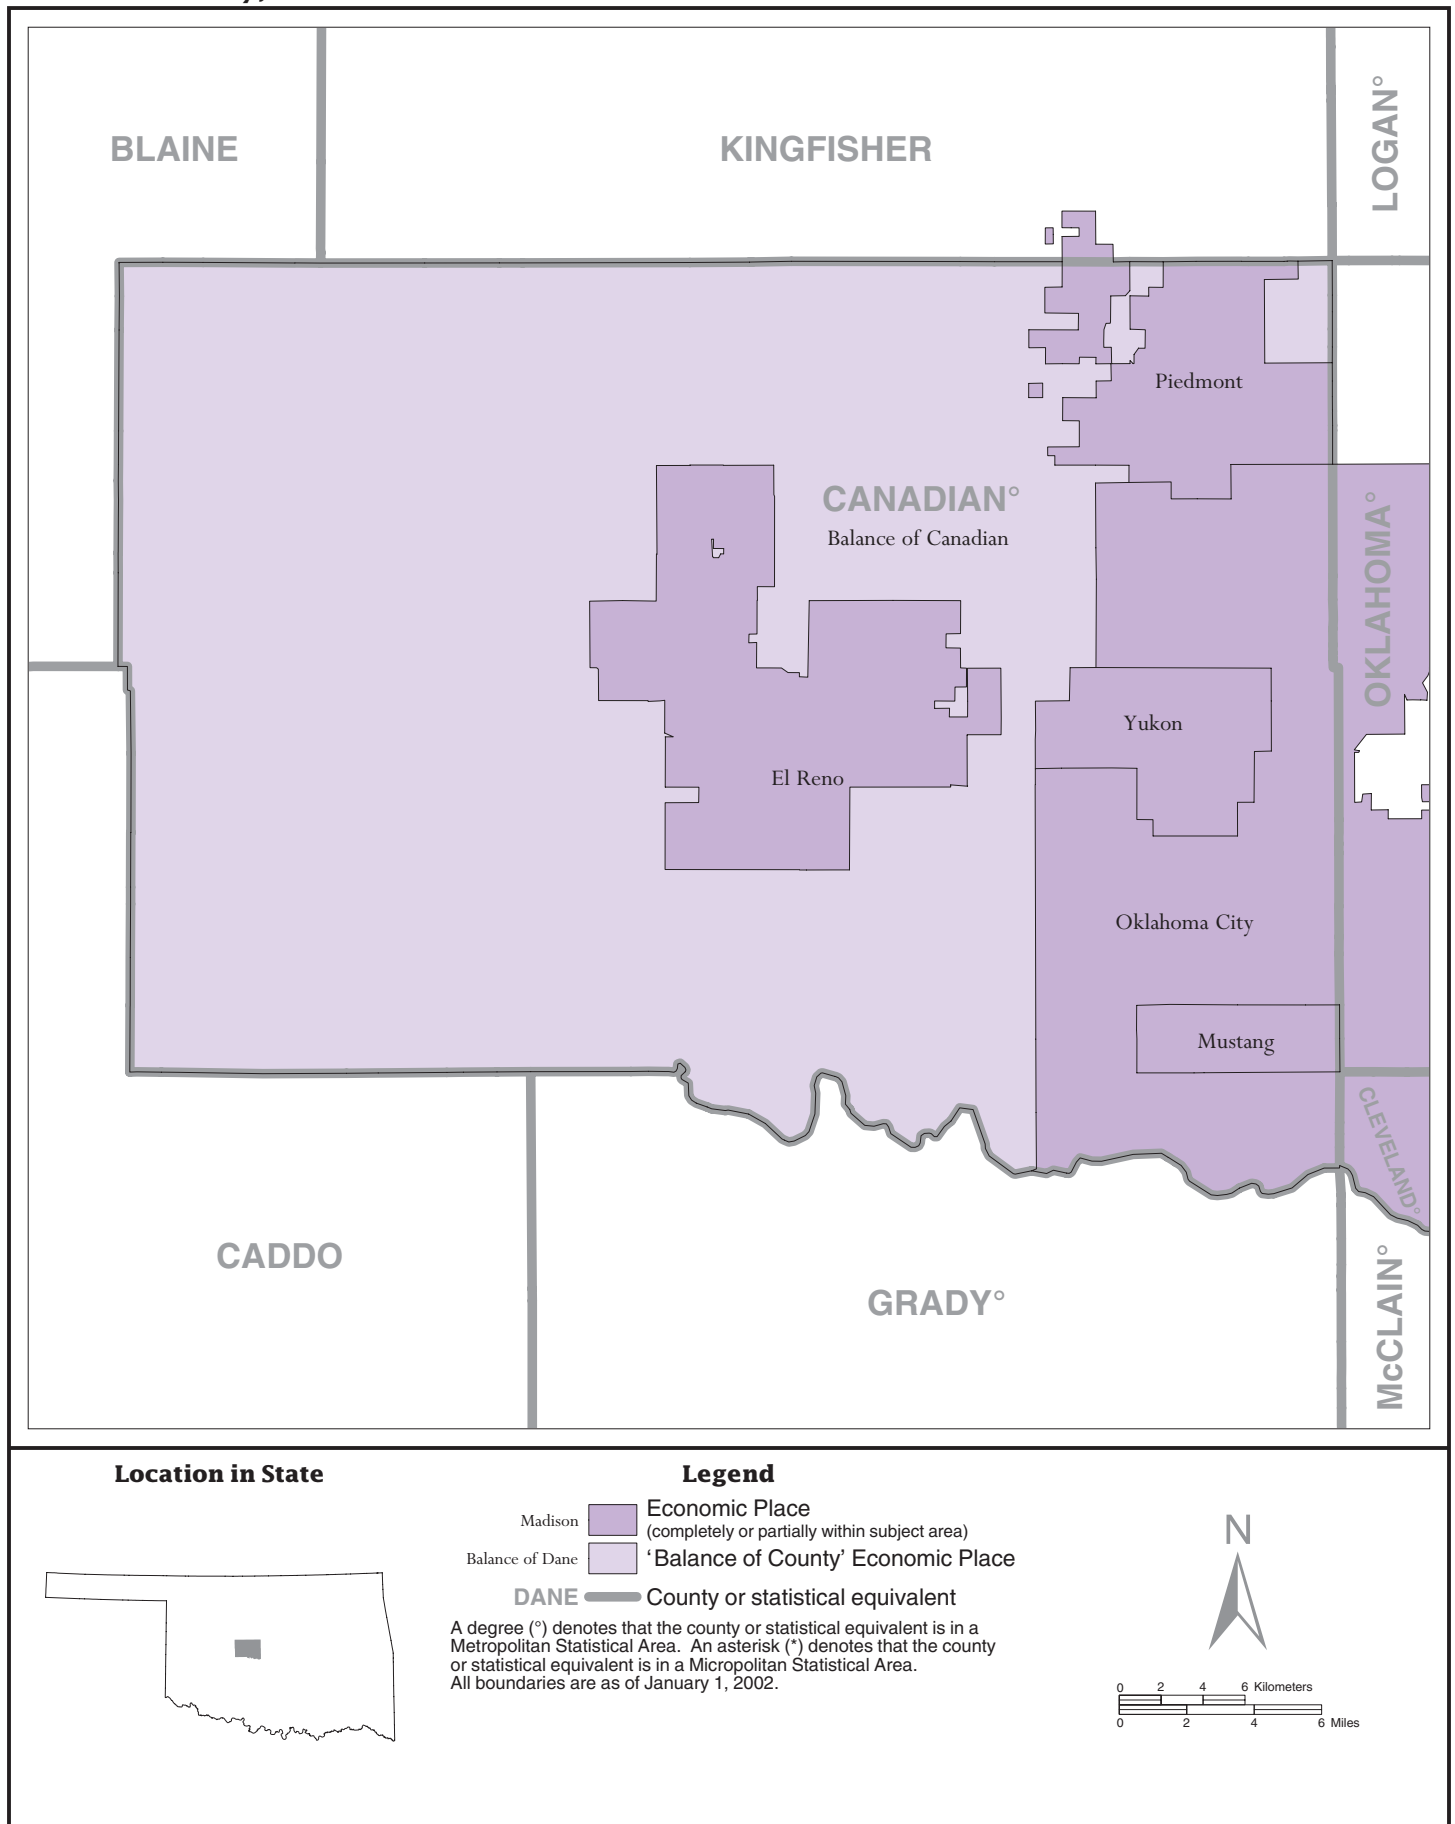 BLAINE
KINGFISHER
LOGAN°
Piedmont
CANADIAN°
Balance of Canadian
OKLAHOMA°
Yukon
El Reno
Oklahoma City
Mustang
CLEVELAND°
CADDO
GRADY°
McCLAIN°
Location in State
Legend
Madison
Economic Place
(completely or partially within subject area)
Balance of Dane
‘Balance of County’ Economic Place
DANE
County or statistical equivalent
A degree (°) denotes that the county or statistical equivalent is in a
Metropolitan Statistical Area. An asterisk (*) denotes that the county
or statistical equivalent is in a Micropolitan Statistical Area.
All boundaries are as of January 1, 2002.
N
0 2 4 6 Kilometers
0 2 4 6 Miles